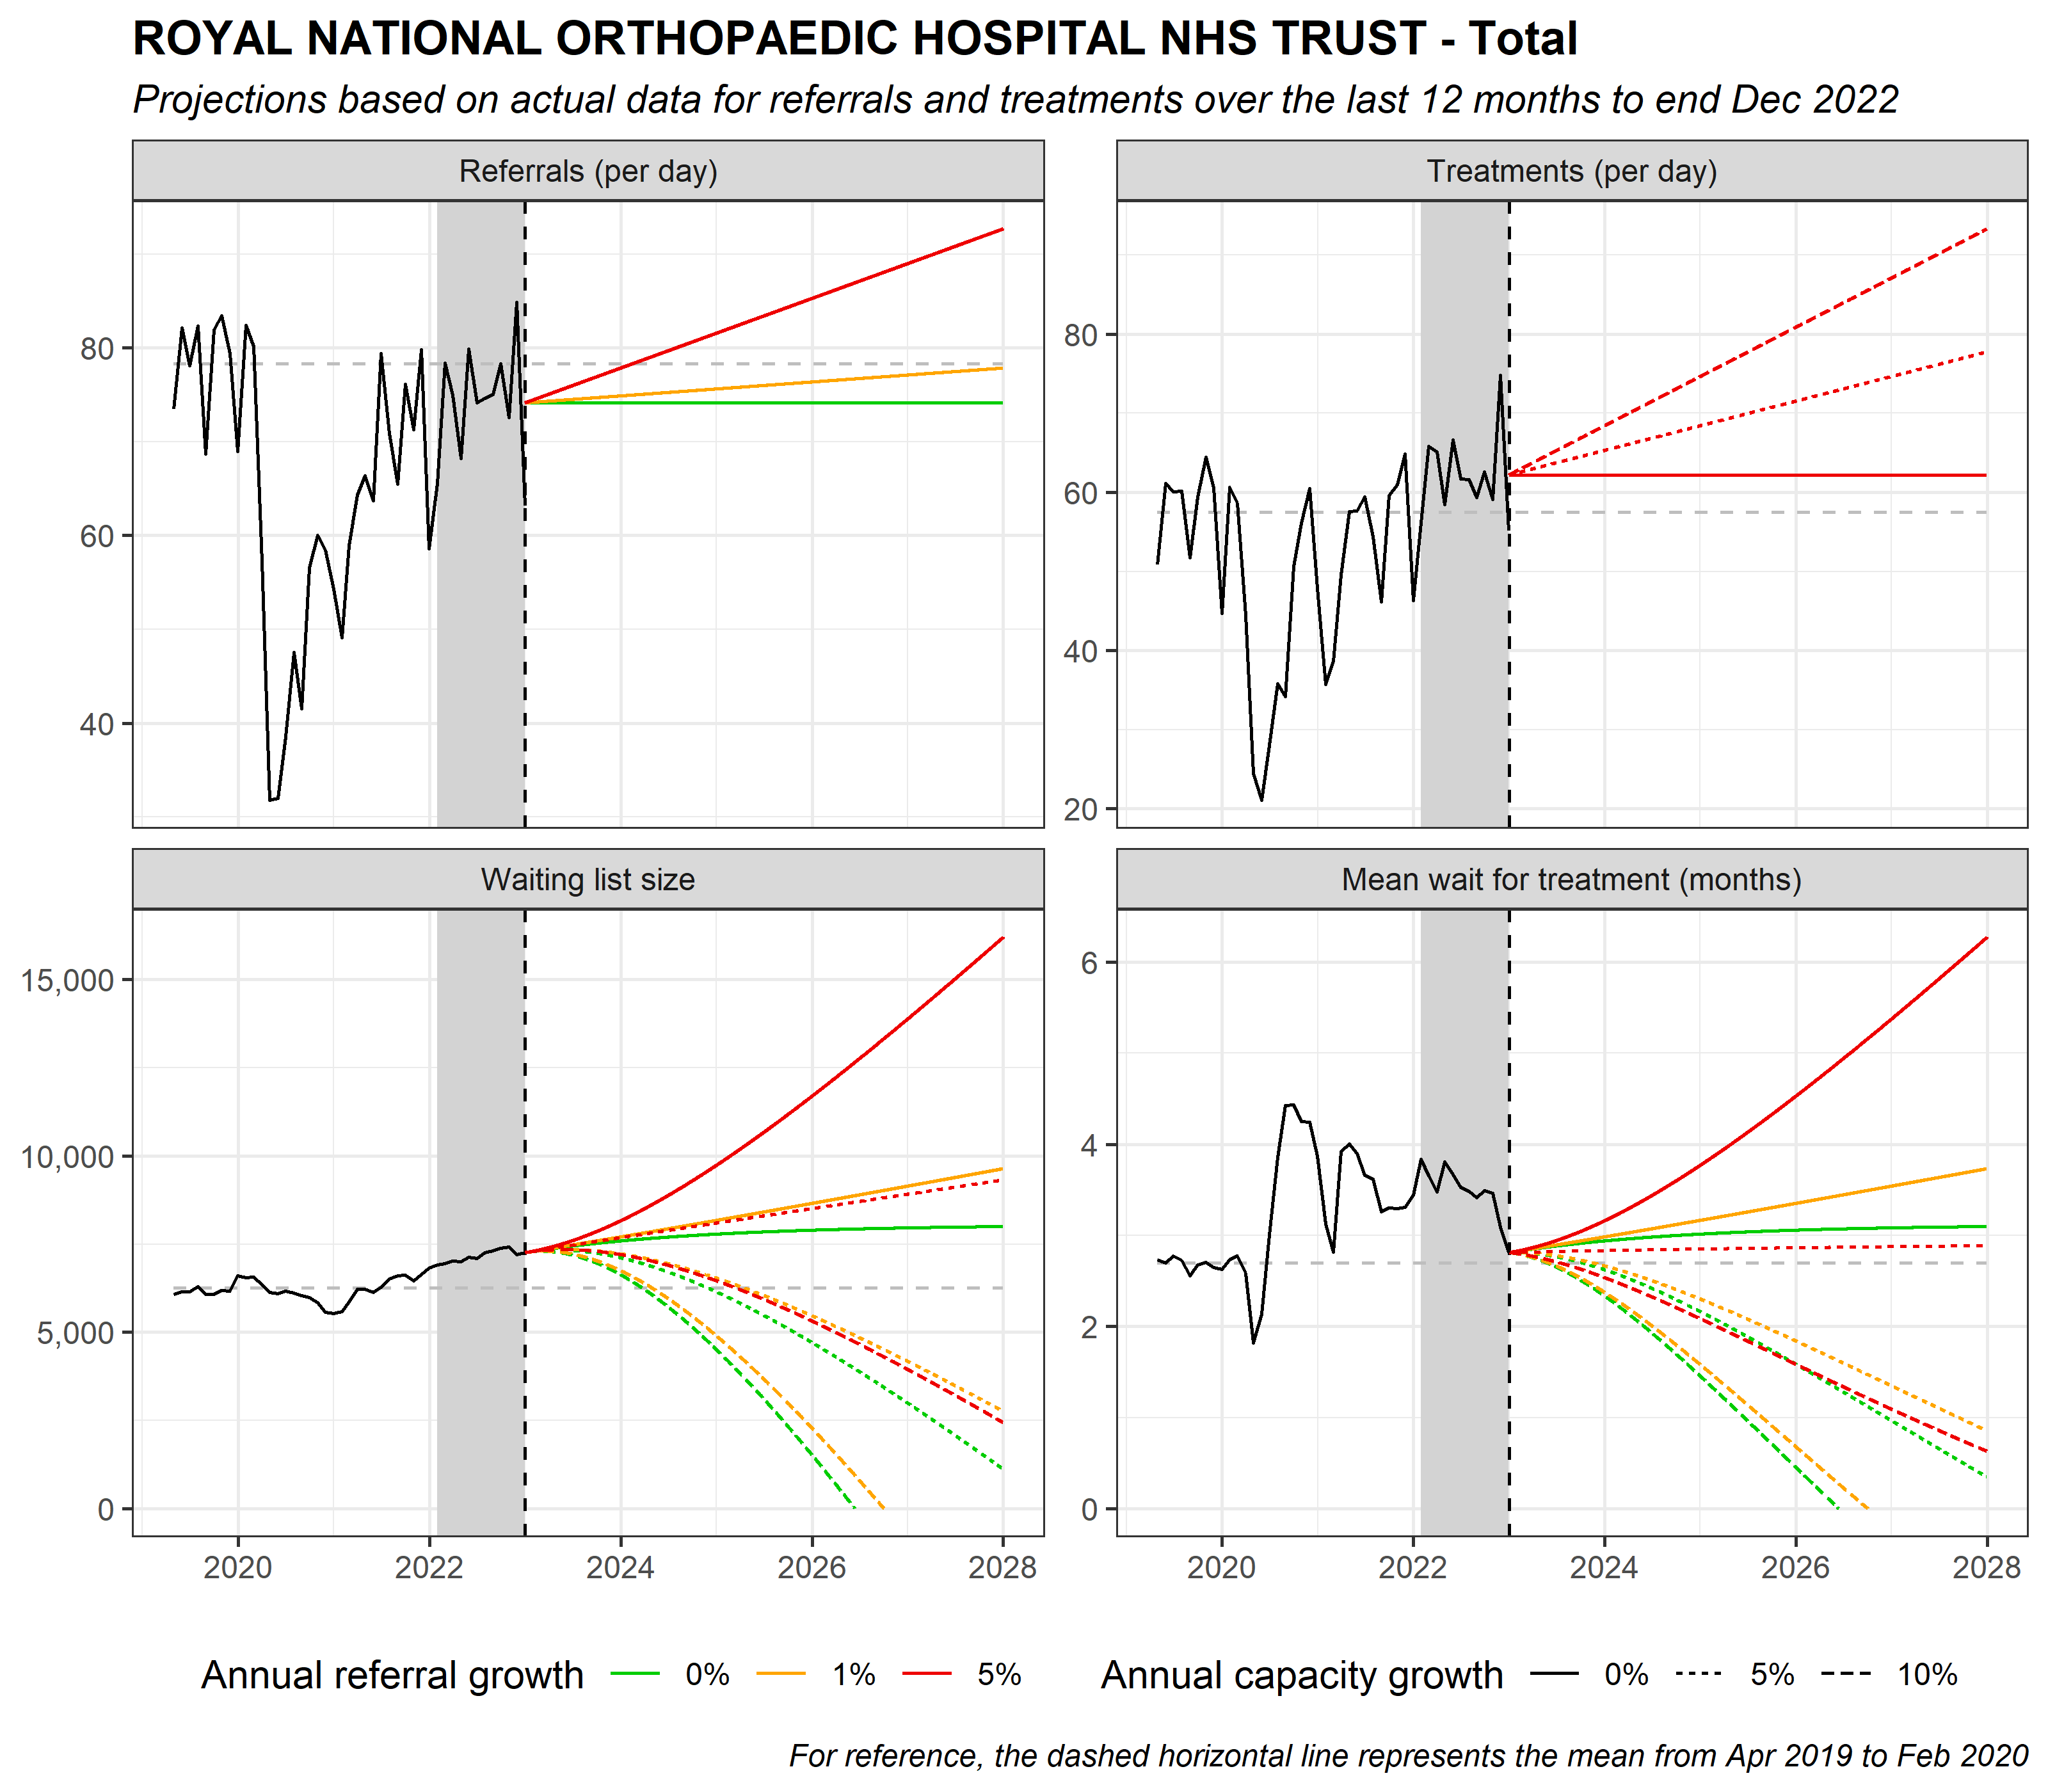 ROYAL NATIONAL ORTHOPAEDIC HOSPITAL NHS TRUST - Total
Projections based on actual data for referrals and treatments over the last 12 months to end Dec 2022
Referrals (per day)
80
60
40
Treatments (per day)
80
60
40
20
Waiting list size
15,000
10,000
5,000
0
2020 2022 2024 2026 2028
Mean wait for treatment (months)
6
4
2
0
2020 2022 2024 2026 2028
Annual referral growth 0% 1% 5%
Annual capacity growth 0% 5% 10%
For reference, the dashed horizontal line represents the mean from Apr 2019 to Feb 2020